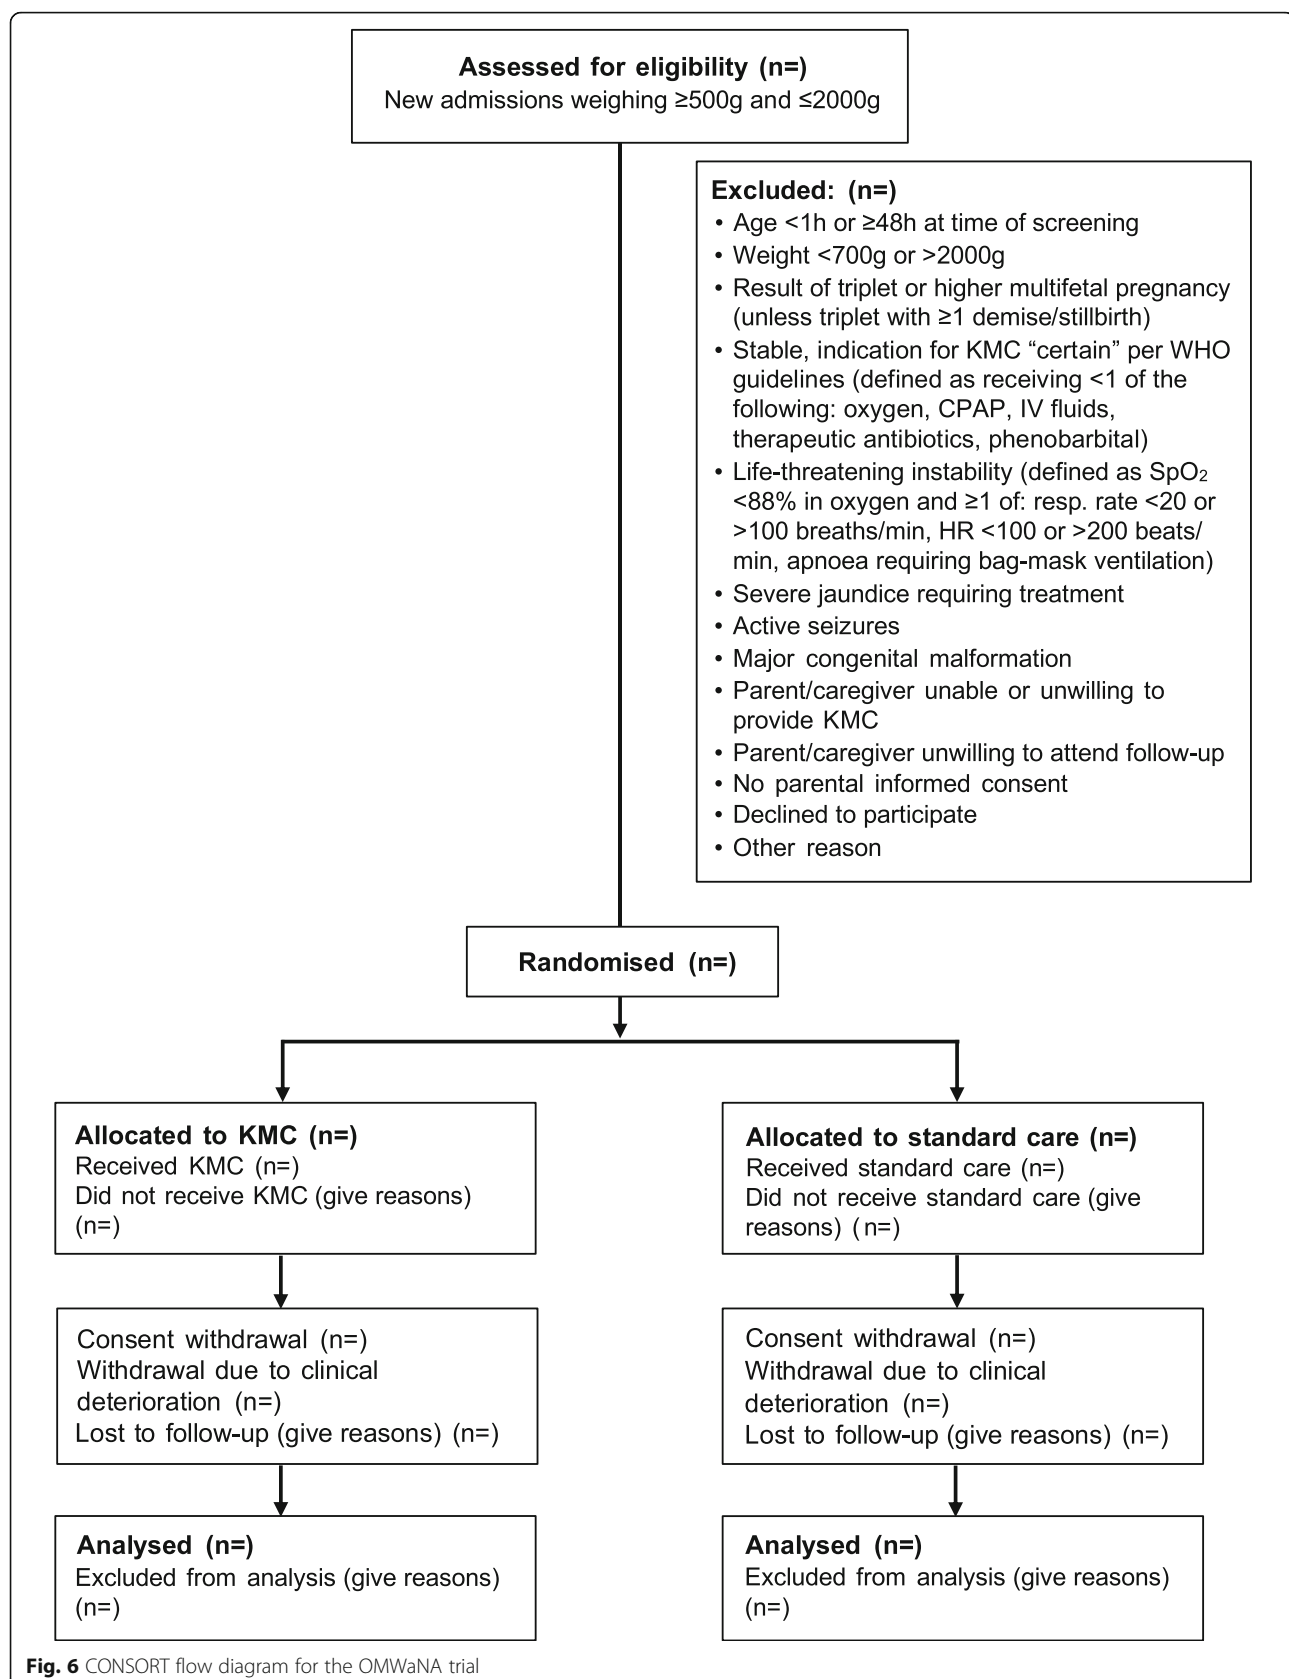 Assessed for eligibility (n=)
New admissions weighing ≥500g and ≤2000g
Excluded: (n=)
• Age <1h or ≥48h at time of screening
• Weight <700g or >2000g
• Result of triplet or higher multifetal pregnancy
(unless triplet with ≥1 demise/stillbirth)
• Stable, indication for KMC “certain” per WHO
guidelines (defined as receiving <1 of the
following: oxygen, CPAP, IV fluids,
therapeutic antibiotics, phenobarbital)
• Life-threatening instability (defined as SpO₂
<88% in oxygen and ≥1 of: resp. rate <20 or
>100 breaths/min, HR <100 or >200 beats/
min, apnoea requiring bag-mask ventilation)
• Severe jaundice requiring treatment
• Active seizures
• Major congenital malformation
• Parent/caregiver unable or unwilling to
provide KMC
• Parent/caregiver unwilling to attend follow-up
• No parental informed consent
• Declined to participate
• Other reason
Randomised (n=)
Allocated to KMC (n=)
Received KMC (n=)
Did not receive KMC (give reasons)
(n=)
Allocated to standard care (n=)
Received standard care (n=)
Did not receive standard care (give
reasons) (n=)
Consent withdrawal (n=)
Withdrawal due to clinical
deterioration (n=)
Lost to follow-up (give reasons) (n=)
Consent withdrawal (n=)
Withdrawal due to clinical
deterioration (n=)
Lost to follow-up (give reasons) (n=)
Analysed (n=)
Excluded from analysis (give reasons)
(n=)
Analysed (n=)
Excluded from analysis (give reasons)
(n=)
Fig. 6 CONSORT flow diagram for the OMWaNA trial